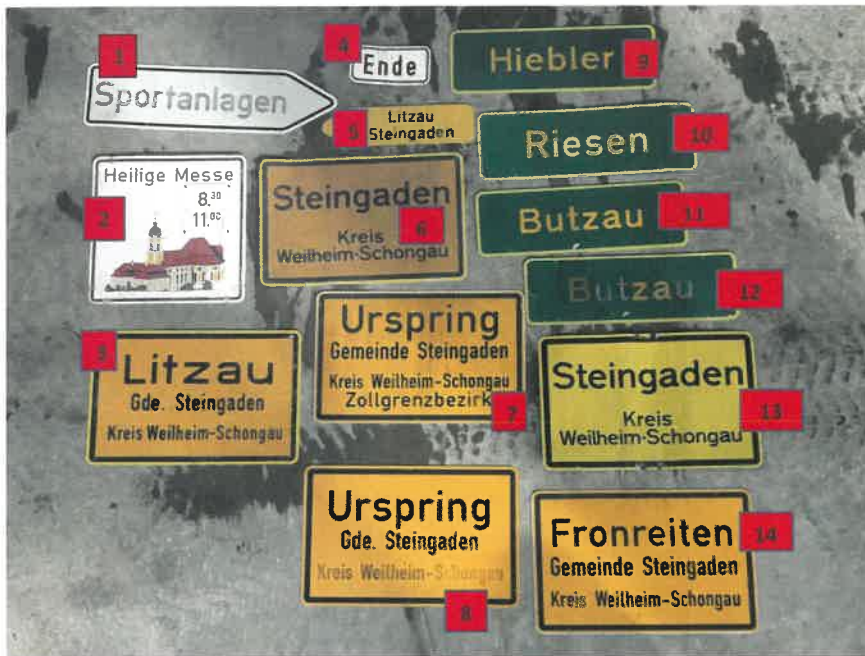 1
Sportanlagen
4
Ende
Hiebler
9
5
Litzau
Steingaden
Riesen
10
2
Heilige Messe
8.30
11.00
Steingaden
6
Kreis
Weilheim-Schongau
Butzau
11
Butzau
12
3
Litzau
Gde. Steingaden
Kreis Weilheim-Schongau
Urspring
Gemeinde Steingaden
Kreis Weilheim-Schongau
Zollgrenzbezirk
7
Steingaden
Kreis
Weilheim-Schongau
13
Urspring
Gde. Steingaden
Kreis Weilheim-Schongau
8
Fronreiten
14
Gemeinde Steingaden
Kreis Weilheim-Schongau